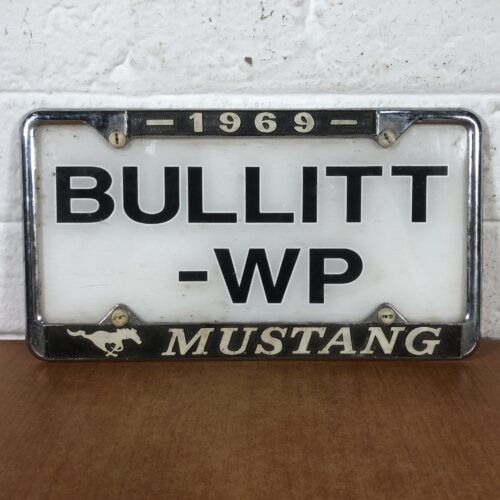 - 1969 -
BULLITT
-WP
MUSTANG